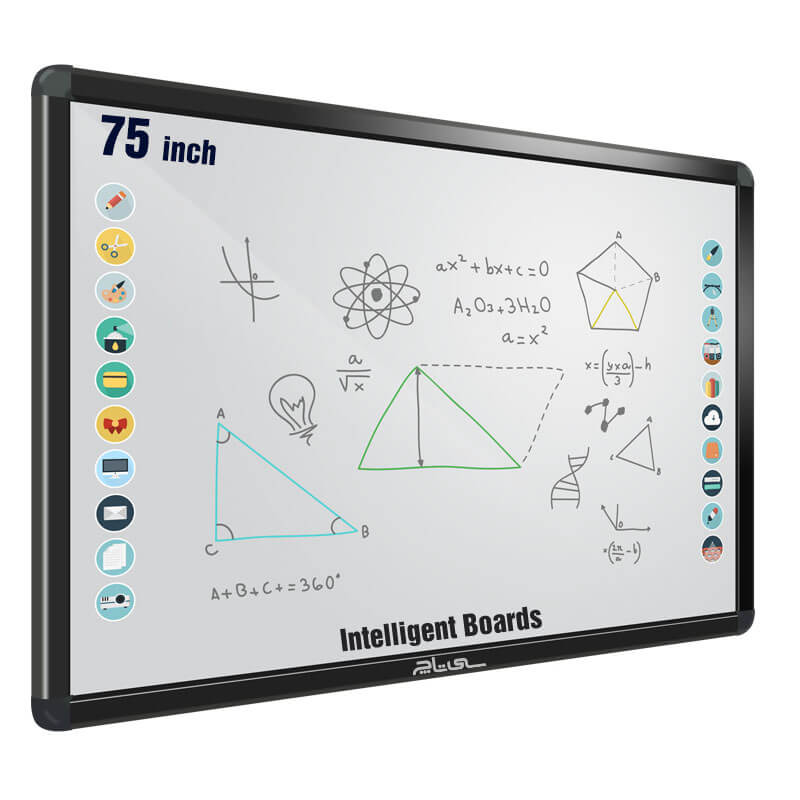 75 inch
A
B
O
ax² + bx + c = 0
A₂O₃ + 3H₂O
a = x²
a/√x
x = (yxa/3) - h
A
B
C
A
C
B
O
A + B + C + = 360°
Intelligent Boards